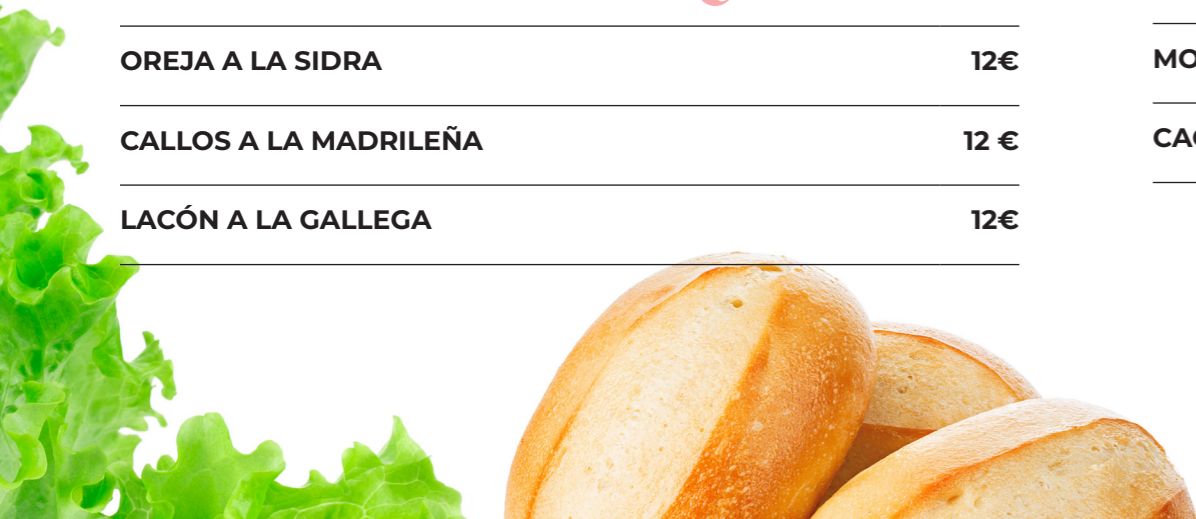 OREJA A LA SIDRA 12€
CALLOS A LA MADRILEÑA 12 €
LACÓN A LA GALLEGA 12€